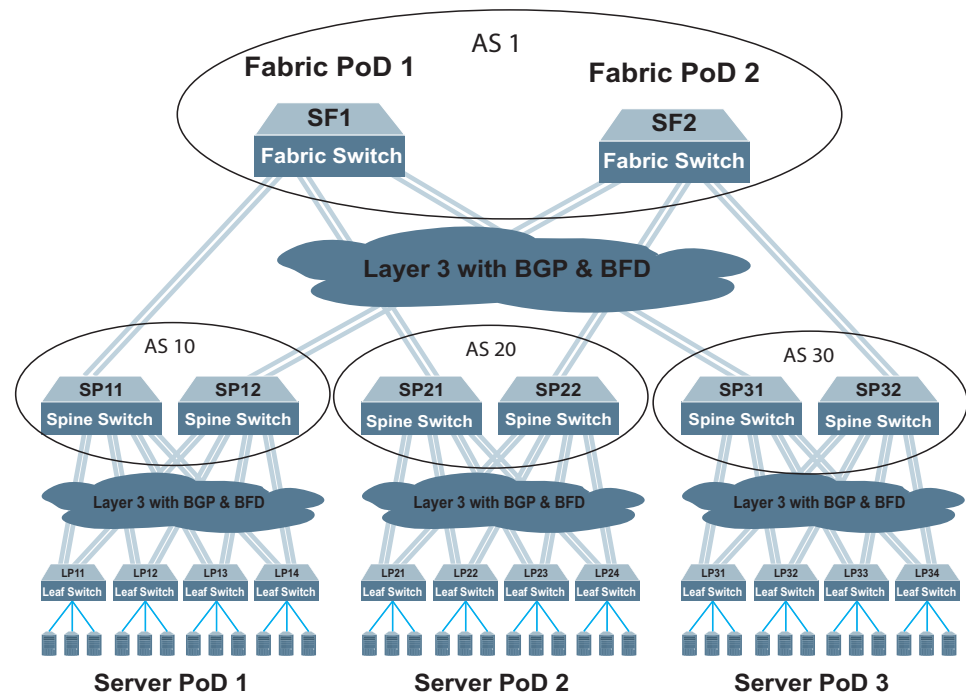 AS 1
Fabric PoD 1
Fabric PoD 2
SF1
Fabric Switch
SF2
Fabric Switch
Layer 3 with BGP & BFD
AS 10
AS 20
AS 30
SP11
Spine Switch
SP12
Spine Switch
SP21
Spine Switch
SP22
Spine Switch
SP31
Spine Switch
SP32
Spine Switch
Layer 3 with BGP & BFD
Layer 3 with BGP & BFD
Layer 3 with BGP & BFD
LP11
Leaf Switch
LP12
Leaf Switch
LP13
Leaf Switch
LP14
Leaf Switch
LP21
Leaf Switch
LP22
Leaf Switch
LP23
Leaf Switch
LP24
Leaf Switch
LP31
Leaf Switch
LP32
Leaf Switch
LP33
Leaf Switch
LP34
Leaf Switch
Server PoD 1
Server PoD 2
Server PoD 3